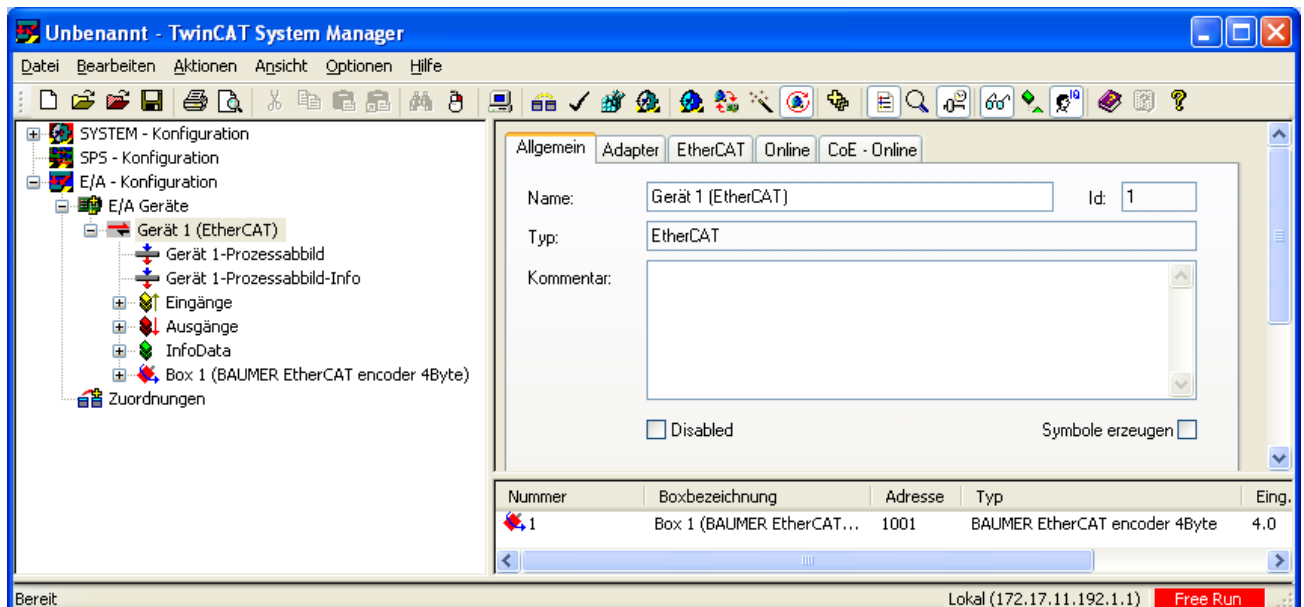 Unbenannt - TwinCAT System Manager
Datei Bearbeiten Aktionen Ansicht Optionen Hilfe
SYSTEM - Konfiguration
SPS - Konfiguration
E/A - Konfiguration
E/A Geräte
Gerät 1 (EtherCAT)
Gerät 1-Prozessabbild
Gerät 1-Prozessabbild-Info
Eingänge
Ausgänge
InfoData
Box 1 (BAUMER EtherCAT encoder 4Byte)
Zuordnungen
Allgemein Adapter EtherCAT Online CoE - Online
Name: Gerät 1 (EtherCAT) Id: 1
Typ: EtherCAT
Kommentar:
Disabled Symbole erzeugen
Nummer Boxbezeichnung Adresse Typ Eing.
1 Box 1 (BAUMER EtherCAT... 1001 BAUMER EtherCAT encoder 4Byte 4.0
Bereit Lokal (172.17.11.192.1.1) Free Run